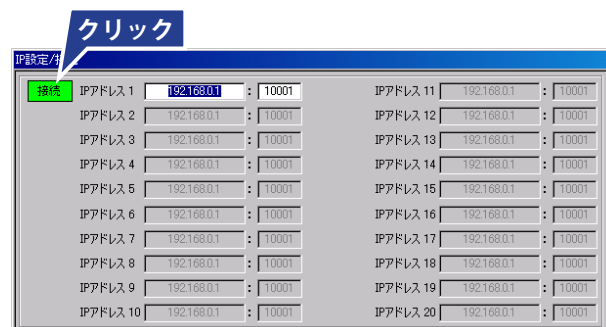 クリック
IP設定/接
接続 IPアドレス 1 192.168.0.1 : 10001 IPアドレス 11 192.168.0.1 : 10001
IPアドレス 2 192.168.0.1 : 10001 IPアドレス 12 192.168.0.1 : 10001
IPアドレス 3 192.168.0.1 : 10001 IPアドレス 13 192.168.0.1 : 10001
IPアドレス 4 192.168.0.1 : 10001 IPアドレス 14 192.168.0.1 : 10001
IPアドレス 5 192.168.0.1 : 10001 IPアドレス 15 192.168.0.1 : 10001
IPアドレス 6 192.168.0.1 : 10001 IPアドレス 16 192.168.0.1 : 10001
IPアドレス 7 192.168.0.1 : 10001 IPアドレス 17 192.168.0.1 : 10001
IPアドレス 8 192.168.0.1 : 10001 IPアドレス 18 192.168.0.1 : 10001
IPアドレス 9 192.168.0.1 : 10001 IPアドレス 19 192.168.0.1 : 10001
IPアドレス 10 192.168.0.1 : 10001 IPアドレス 20 192.168.0.1 : 10001